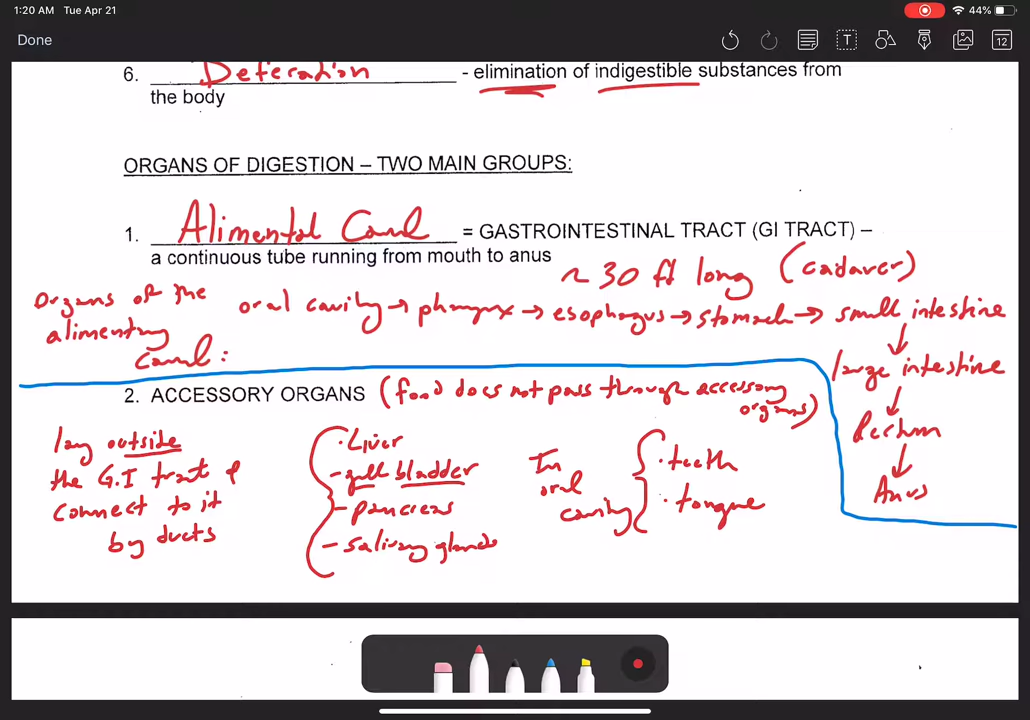 1:20 AM Tue Apr 21
44%
Done
T
12
6. Defecation - elimination of indigestible substances from
the body
ORGANS OF DIGESTION – TWO MAIN GROUPS:
1. Alimental Canal = GASTROINTESTINAL TRACT (GI TRACT) –
a continuous tube running from mouth to anus
~ 30 ft long (cadaver)
Organs of the
alimentary
Canal:
oral cavity → pharynx → esophagus → stomach → small intestine
↓
large intestine
↓
Rectum
↓
Anus
2. ACCESSORY ORGANS (food does not pass through accessory
organs)
lay outside
the G.I tract &
connect to it
by ducts
· Liver
- gall bladder
- pancreas
- salivary glands
In
oral
cavity
· teeth
· tongue